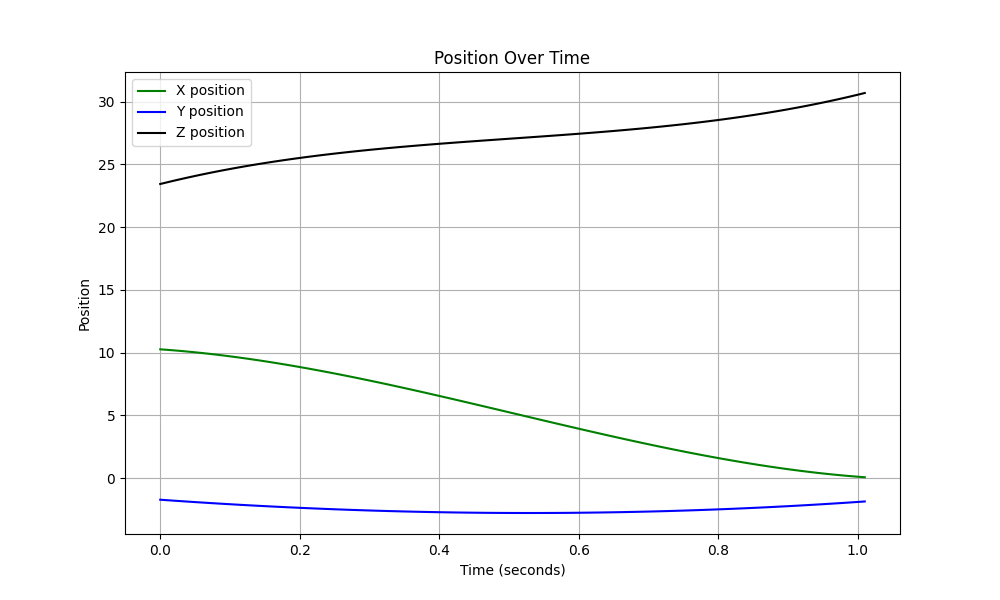 Position Over Time
X position
Y position
Z position
30
25
20
15
10
5
0
Position
0.0 0.2 0.4 0.6 0.8 1.0
Time (seconds)